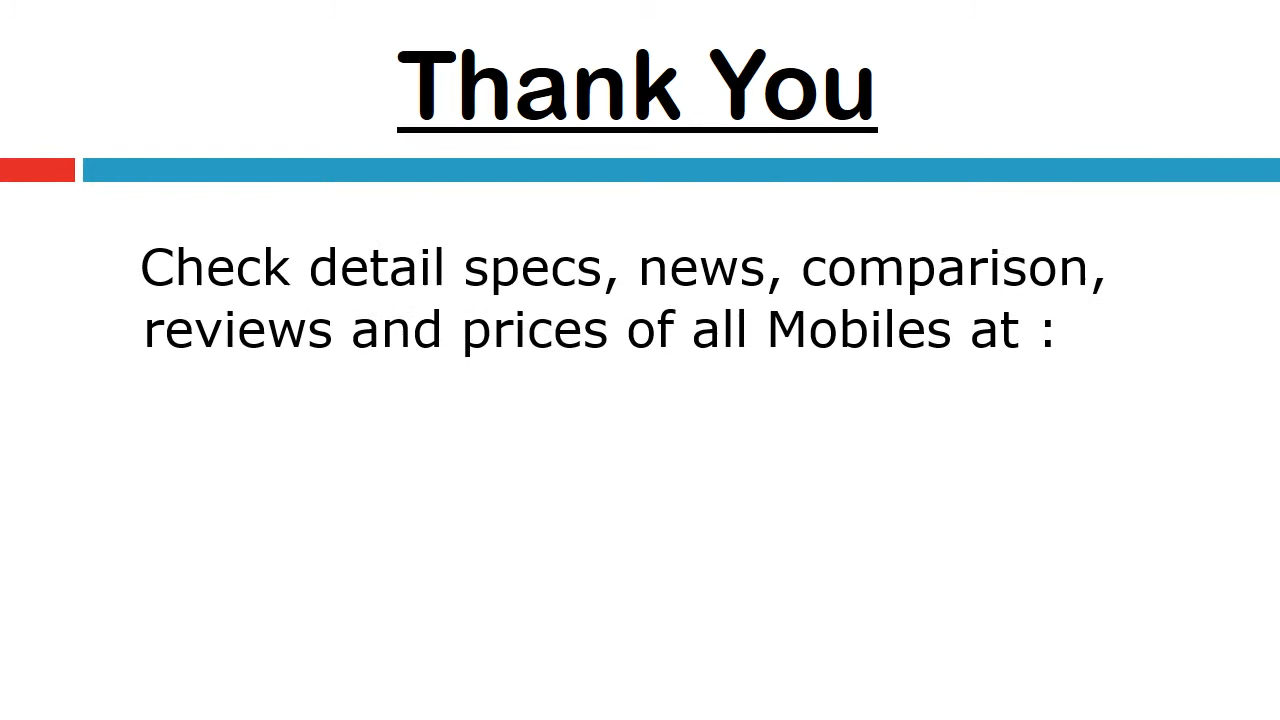 Thank You
Check detail specs, news, comparison,
reviews and prices of all Mobiles at :